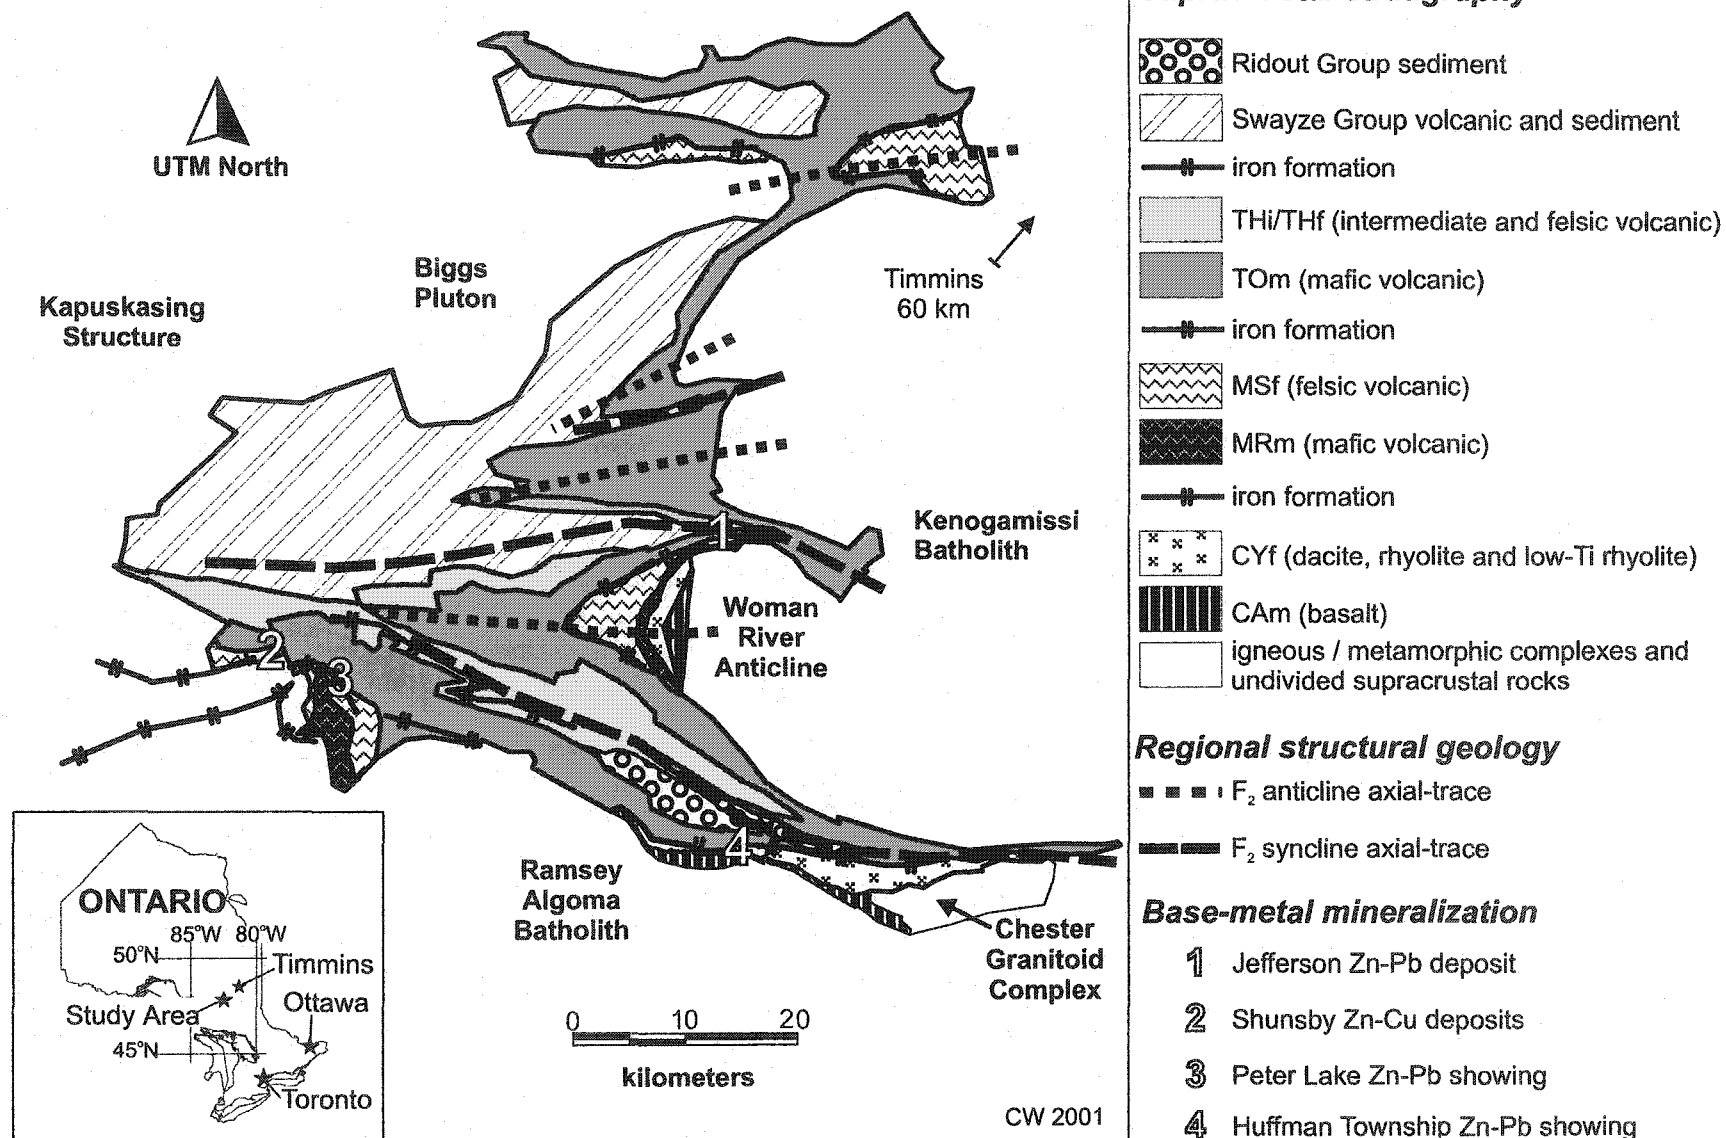 UTM North
Kapuskasing
Structure
Biggs
Pluton
Timmins
60 km
Kenogamissi
Batholith
Woman
River
Anticline
Ramsey
Algoma
Batholith
Chester
Granitoid
Complex
1
2
3
4
ONTARIO
85°W 80°W
50°N
Timmins
Study Area
Ottawa
45°N
Toronto
0 10 20
kilometers
CW 2001
Ridout Group sediment
Swayze Group volcanic and sediment
iron formation
THi/THf (intermediate and felsic volcanic)
TOm (mafic volcanic)
iron formation
MSf (felsic volcanic)
MRm (mafic volcanic)
iron formation
CYf (dacite, rhyolite and low-Ti rhyolite)
CAm (basalt)
igneous / metamorphic complexes and
undivided supracrustal rocks
Regional structural geology
F₂ anticline axial-trace
F₂ syncline axial-trace
Base-metal mineralization
1 Jefferson Zn-Pb deposit
2 Shunsby Zn-Cu deposits
3 Peter Lake Zn-Pb showing
4 Huffman Township Zn-Pb showing